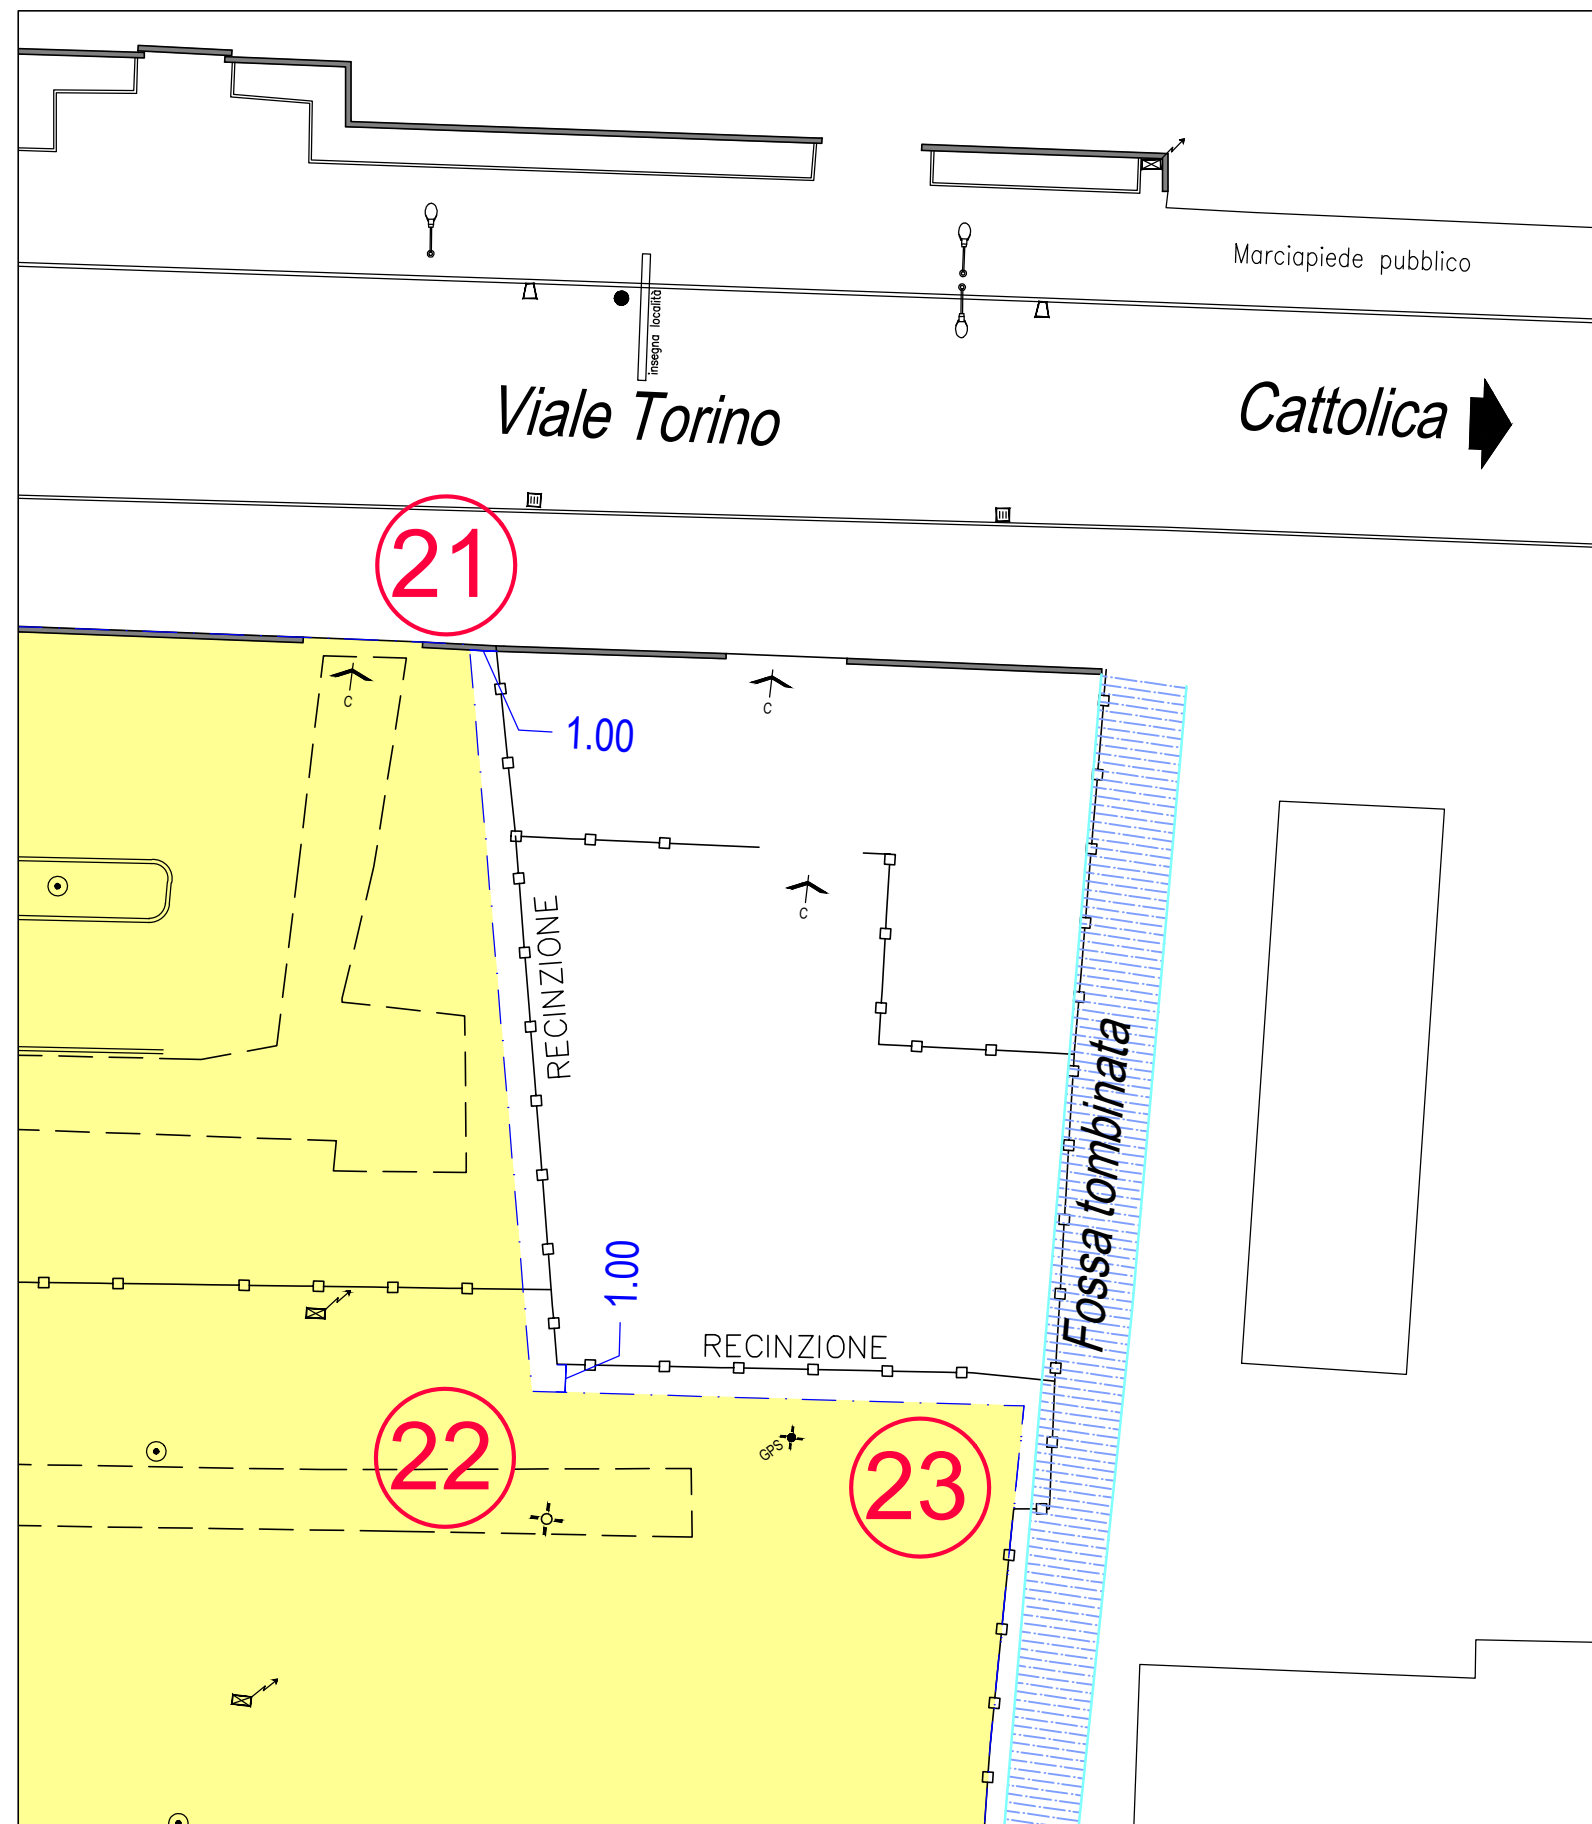 Marciapiede pubblico
insegna località
Viale Torino
Cattolica
21
C
C
1.00
C
RECINZIONE
Fossa tombinata
1.00
RECINZIONE
22
GPS
23